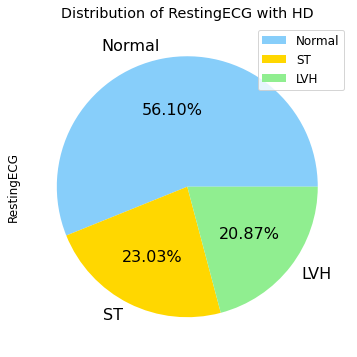 Distribution of RestingECG with HD
Normal
Normal
ST
LVH
56.10%
RestingECG
20.87%
23.03%
LVH
ST